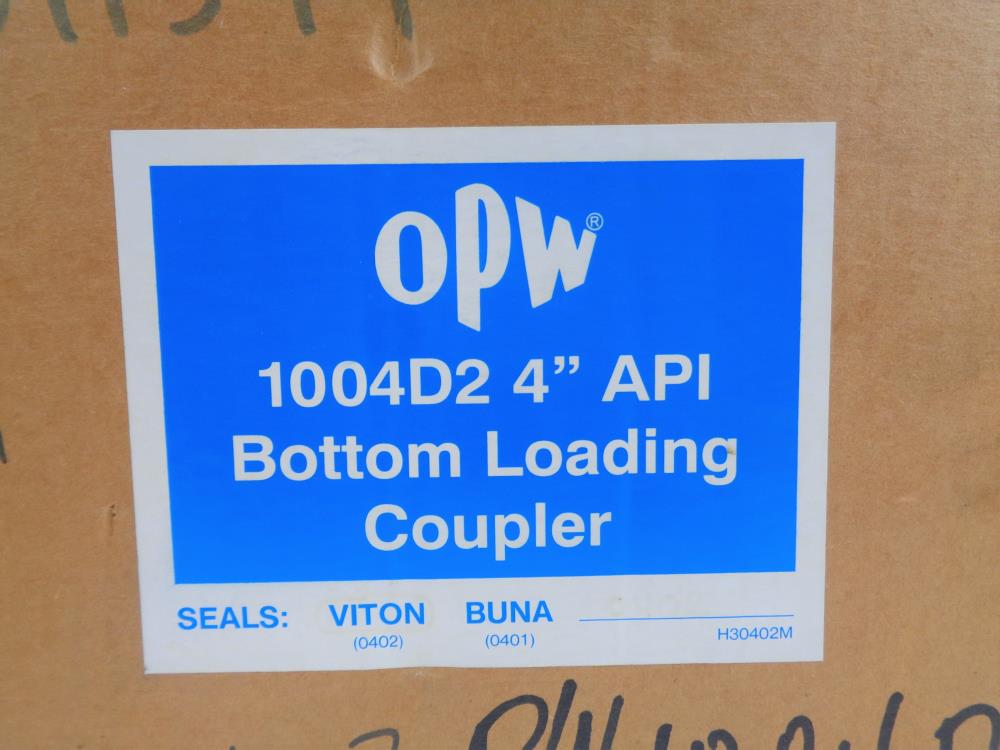 OPW®
1004D2 4” API
Bottom Loading
Coupler
SEALS: VITON BUNA
(0402) (0401) H30402M